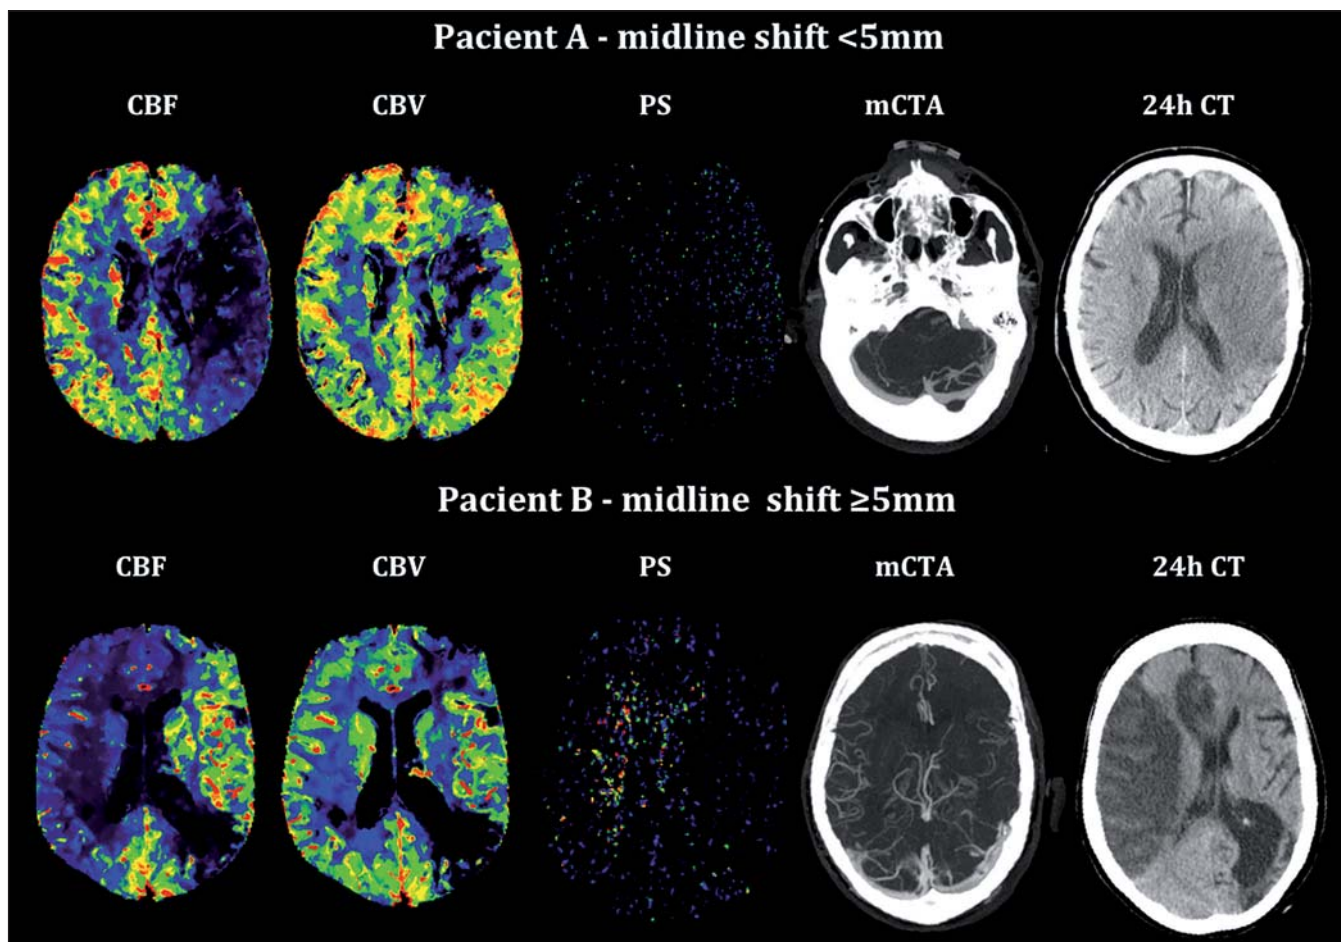 Pacient A - midline shift <5mm
CBF CBV PS mCTA 24h CT
Pacient B - midline  shift ≥5mm
CBF CBV PS mCTA 24h CT